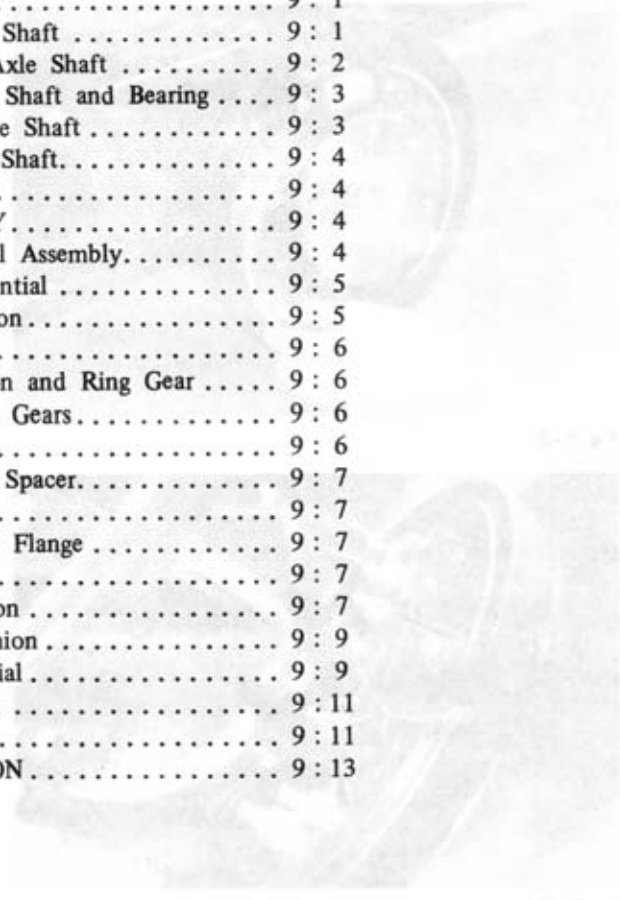 ................. 9 : 1
Shaft .............. 9 : 1
Axle Shaft ........... 9 : 2
Shaft and Bearing .... 9 : 3
e Shaft ............. 9 : 3
Shaft............... 9 : 4
.................. 9 : 4
Y................. 9 : 4
l Assembly.......... 9 : 4
ntial .............. 9 : 5
on................ 9 : 5
.................. 9 : 6
n and Ring Gear ..... 9 : 6
Gears.............. 9 : 6
.................. 9 : 6
Spacer............. 9 : 7
.................. 9 : 7
Flange ............ 9 : 7
.................. 9 : 7
on ................ 9 : 7
nion ............... 9 : 9
ial ................ 9 : 9
................. 9 : 11
.................. 9 : 11
ON................ 9 : 13